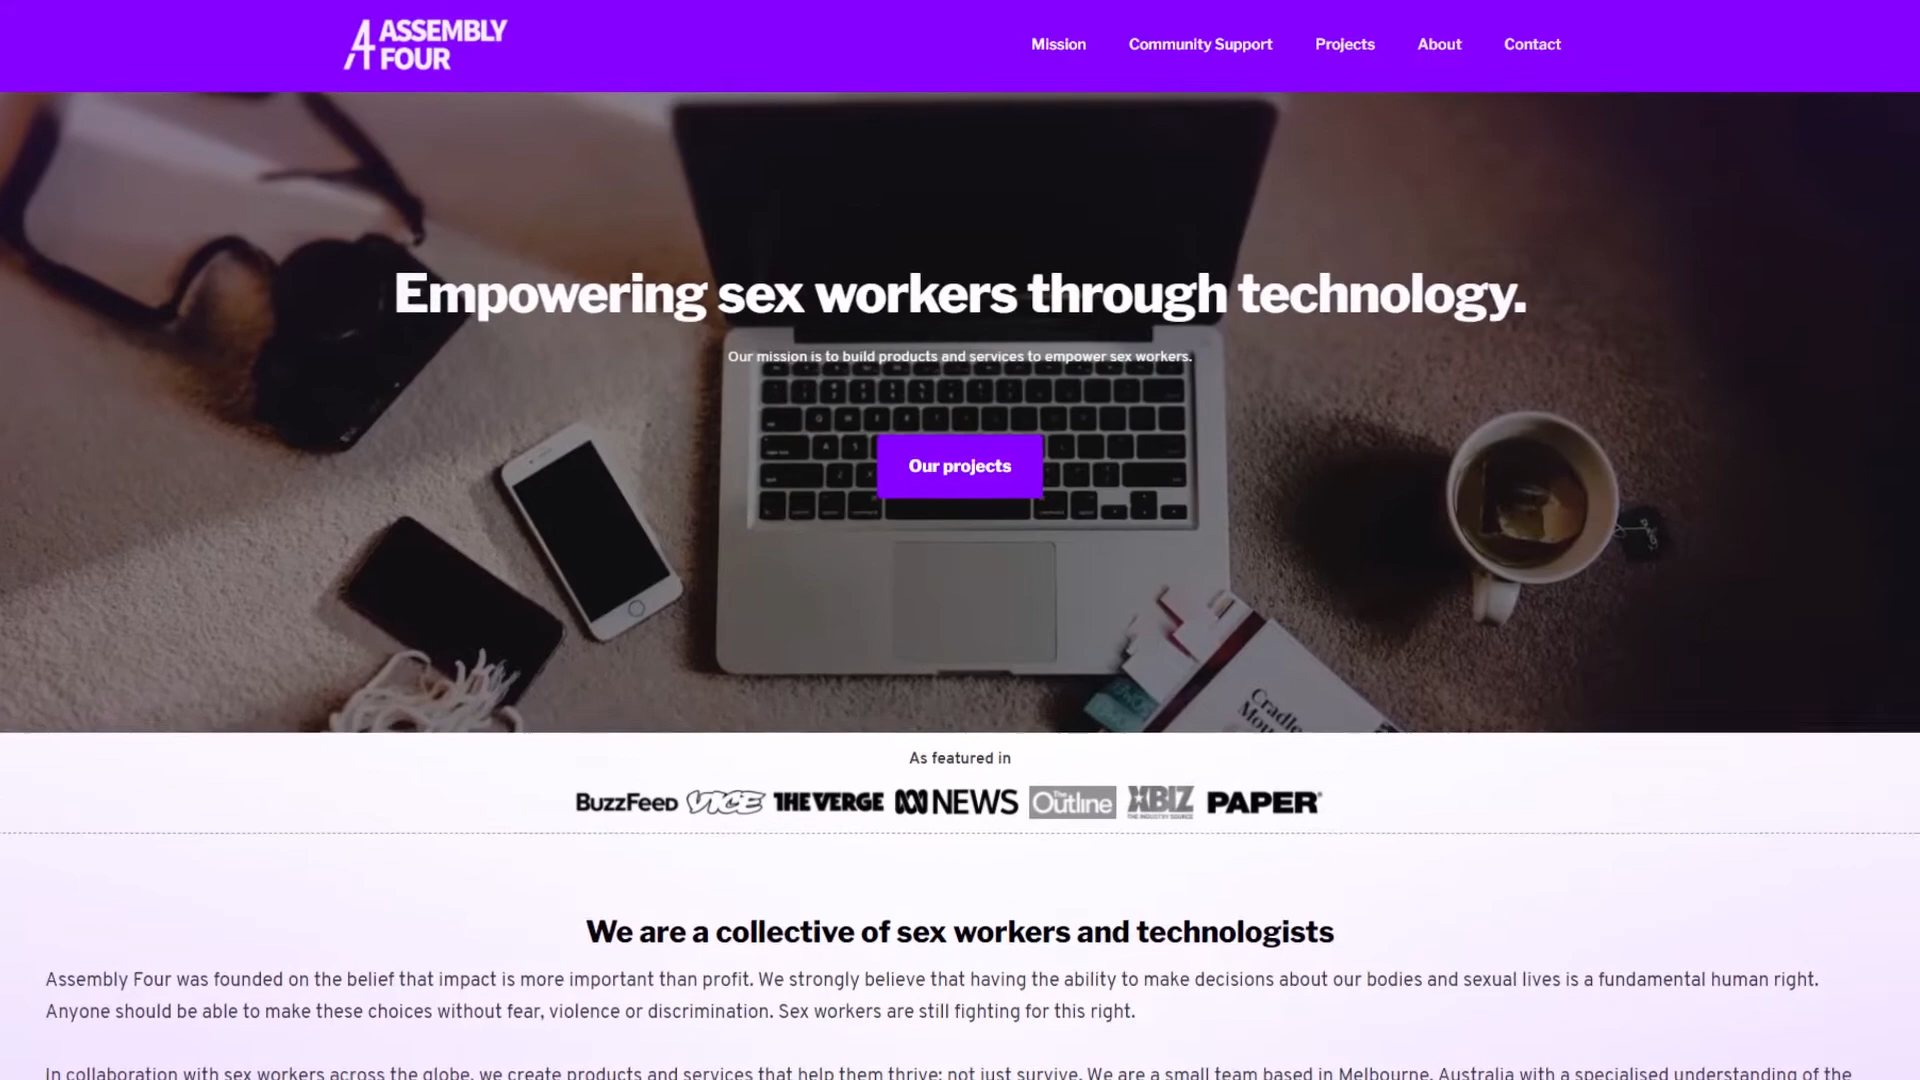 ASSEMBLY
FOUR
Mission
Community Support
Projects
About
Contact
Empowering sex workers through technology.
Our mission is to build products and services to empower sex workers.
Our projects
Cradle
As featured in
BuzzFeed
VICE
THE VERGE
NEWS
The Outline
XBIZ
THE INDUSTRY SOURCE
PAPER
We are a collective of sex workers and technologists
Assembly Four was founded on the belief that impact is more important than profit. We strongly believe that having the ability to make decisions about our bodies and sexual lives is a fundamental human right.
Anyone should be able to make these choices without fear, violence or discrimination. Sex workers are still fighting for this right.
In collaboration with sex workers across the globe, we create products and services that help them thrive; not just survive. We are a small team based in Melbourne, Australia with a specialised understanding of the